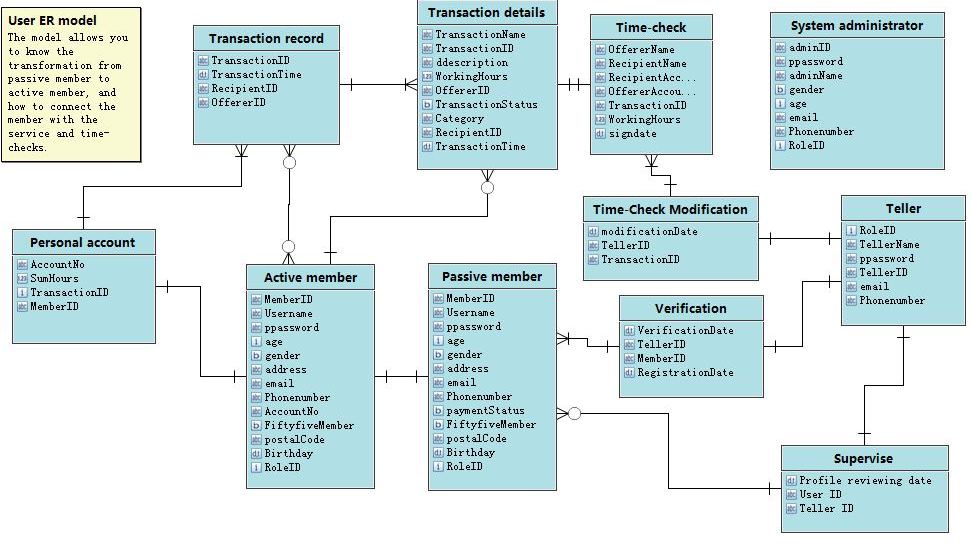 User ER model
The model allows you
to know the
transformation from
passive member to
active member, and
how to connect the
member with the
service and time-
checks.
Transaction record
TransactionID
TransactionTime
RecipientID
OffererID
Transaction details
TransactionName
TransactionID
ddescription
WorkingHours
OffererID
TransactionStatus
Category
RecipientID
TransactionTime
Time-check
OffererName
RecipientName
RecipientAcc...
OffererAccou...
TransactionID
WorkingHours
signdate
System administrator
adminID
ppassword
adminName
gender
age
email
Phonenumber
RoleID
Personal account
AccountNo
SumHours
TransactionID
MemberID
Active member
MemberID
Username
ppassword
age
gender
address
email
Phonenumber
AccountNo
FiftyfiveMember
postalCode
Birthday
RoleID
Passive member
MemberID
Username
ppassword
age
gender
address
email
Phonenumber
paymentStatus
FiftyfiveMember
postalCode
Birthday
RoleID
Time-Check Modification
modificationDate
TellerID
TransactionID
Teller
RoleID
TellerName
ppassword
TellerID
email
Phonenumber
Verification
VerificationDate
TellerID
MemberID
RegistrationDate
Supervise
Profile reviewing date
User ID
Teller ID